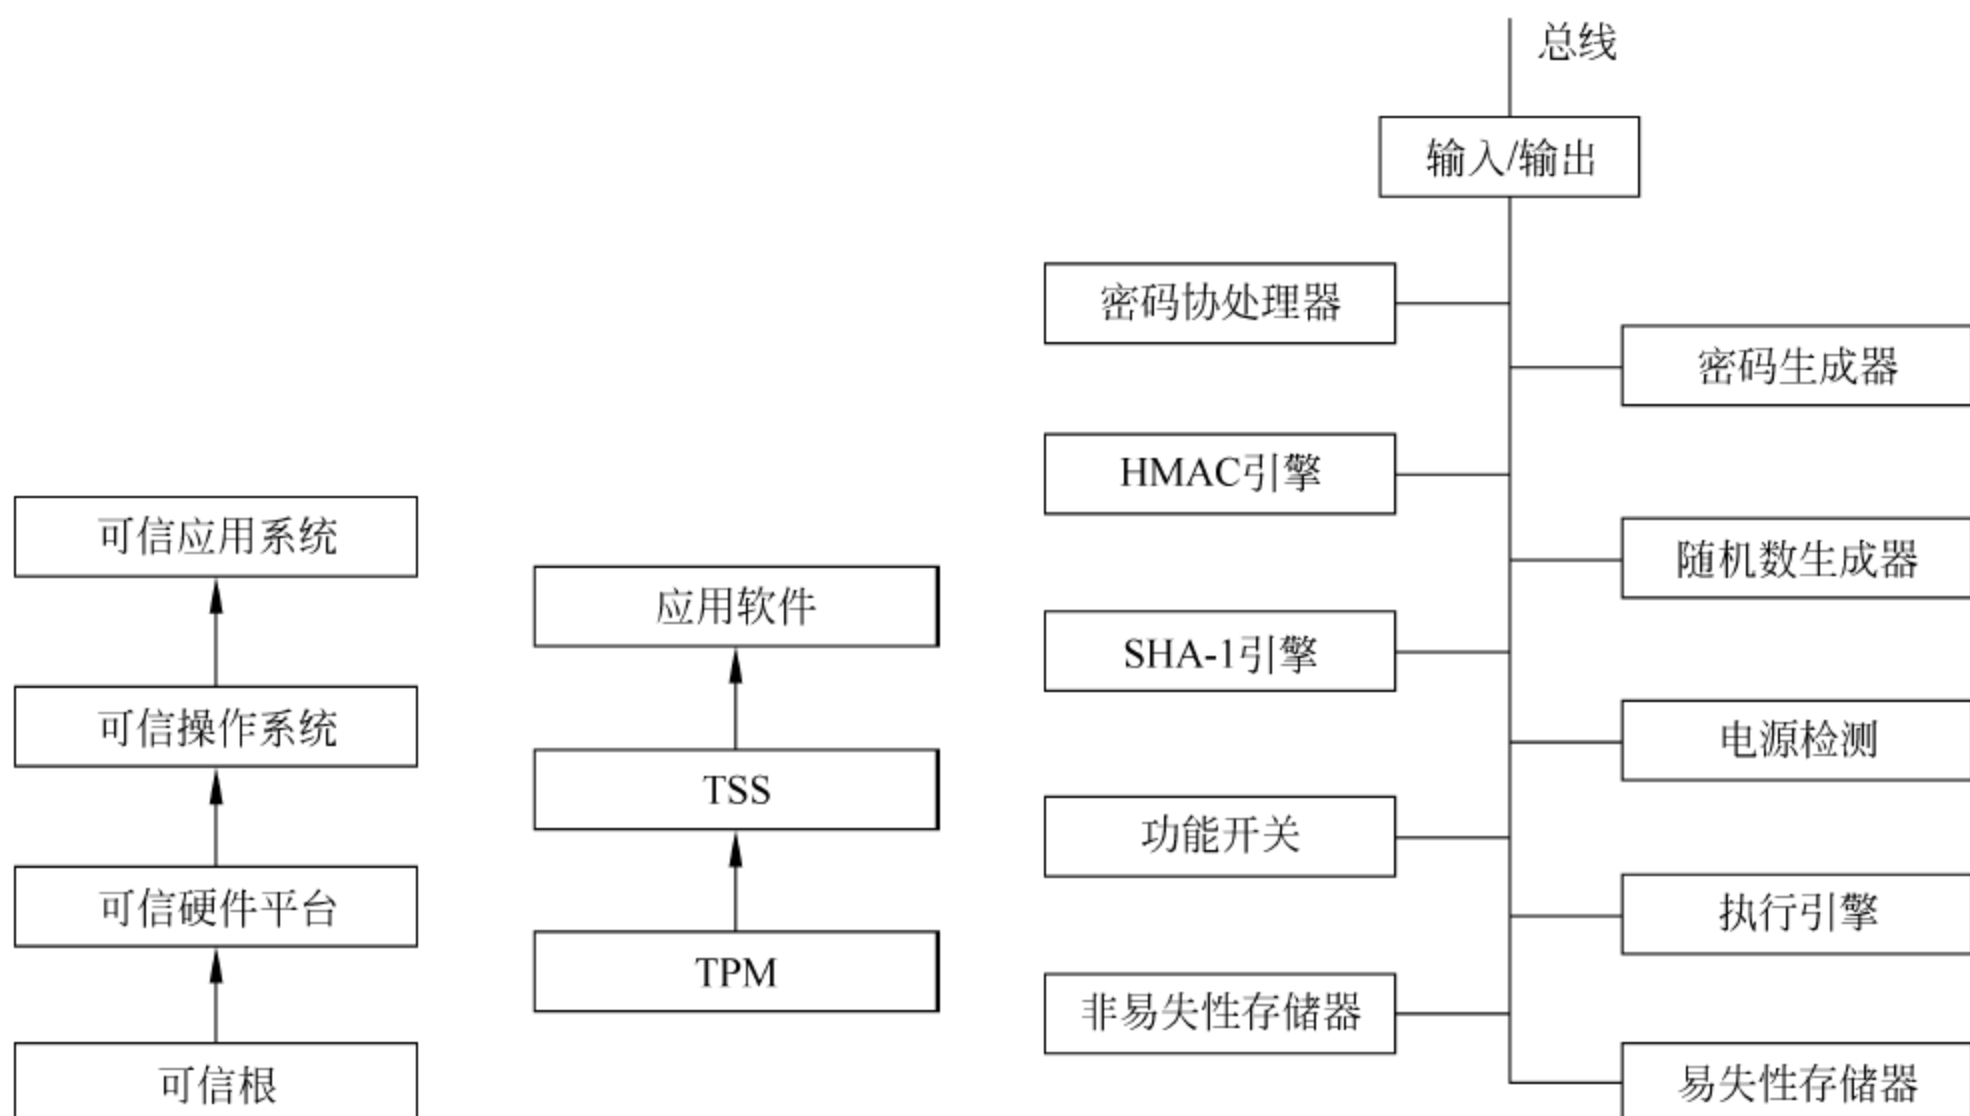 总线
输入/输出
密码协处理器
密码生成器
HMAC引擎
随机数生成器
SHA-1引擎
电源检测
功能开关
执行引擎
非易失性存储器
易失性存储器
可信应用系统
可信操作系统
可信硬件平台
可信根
应用软件
TSS
TPM